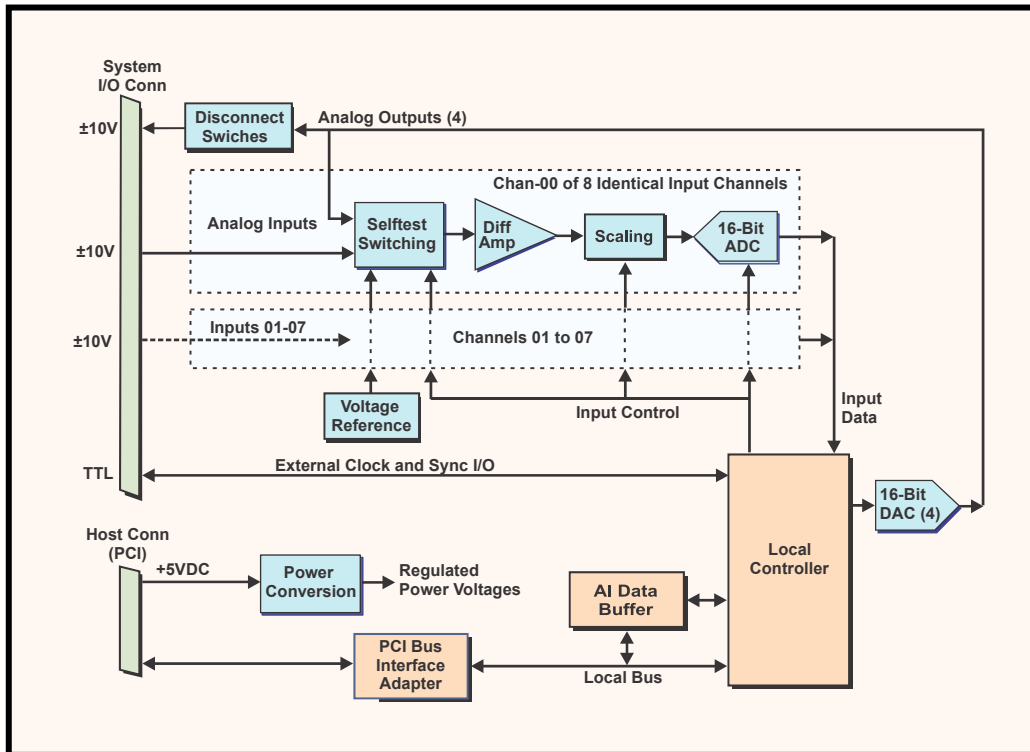 System
I/O Conn
±10V
Disconnect
Swiches
Analog Outputs (4)
Chan-00 of 8 Identical Input Channels
Analog Inputs
Selftest
Switching
Diff
Amp
Scaling
16-Bit
ADC
±10V
Inputs 01-07
±10V
Channels 01 to 07
Voltage
Reference
Input Control
Input
Data
TTL
External Clock and Sync I/O
16-Bit
DAC (4)
Host Conn
(PCI)
+5VDC
Power
Conversion
Regulated
Power Voltages
Local
Controller
AI Data
Buffer
PCI Bus
Interface
Adapter
Local Bus